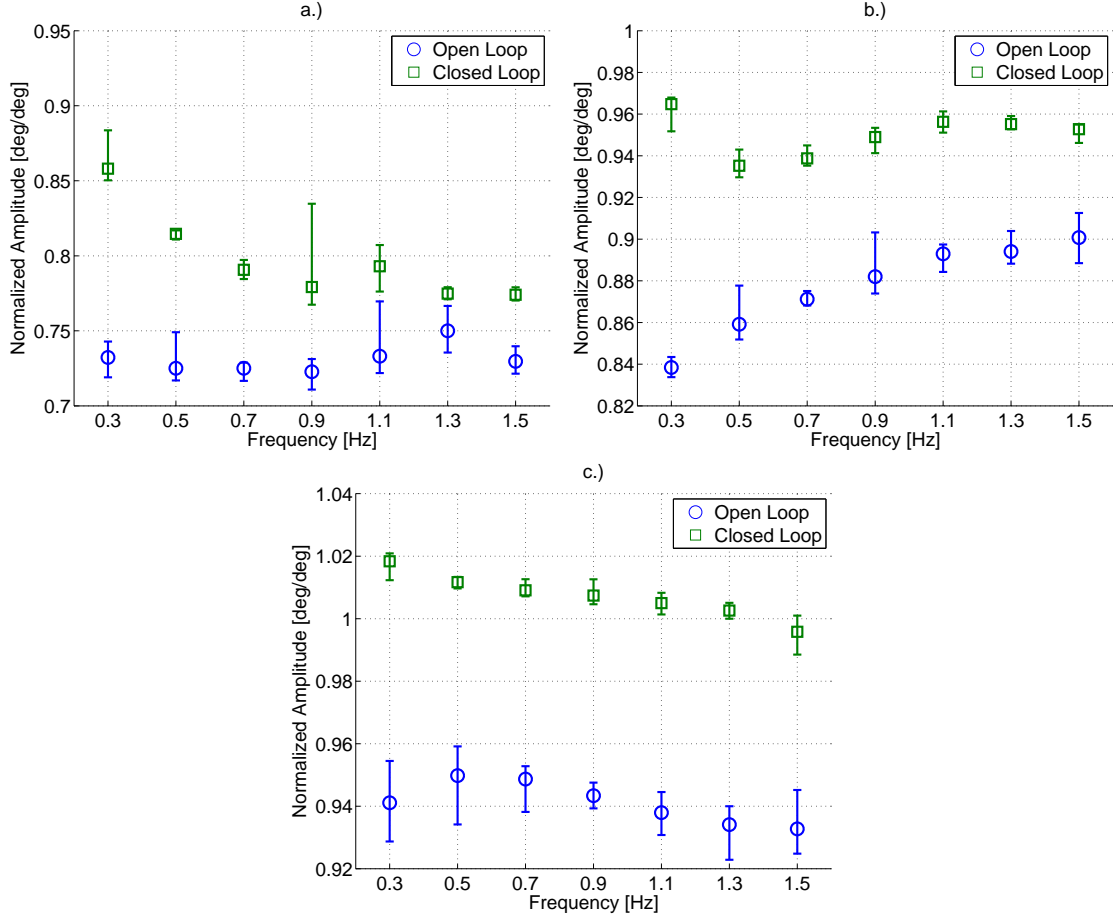 a.)
0.95
0.9
0.85
0.8
0.75
0.7
Normalized Amplitude [deg/deg]
Open Loop
Closed Loop
0.3 0.5 0.7 0.9 1.1 1.3 1.5
Frequency [Hz]
b.)
1
0.98
0.96
0.94
0.92
0.9
0.88
0.86
0.84
0.82
Normalized Amplitude [deg/deg]
Open Loop
Closed Loop
0.3 0.5 0.7 0.9 1.1 1.3 1.5
Frequency [Hz]
c.)
1.04
1.02
1
0.98
0.96
0.94
0.92
Normalized Amplitude [deg/deg]
Open Loop
Closed Loop
0.3 0.5 0.7 0.9 1.1 1.3 1.5
Frequency [Hz]